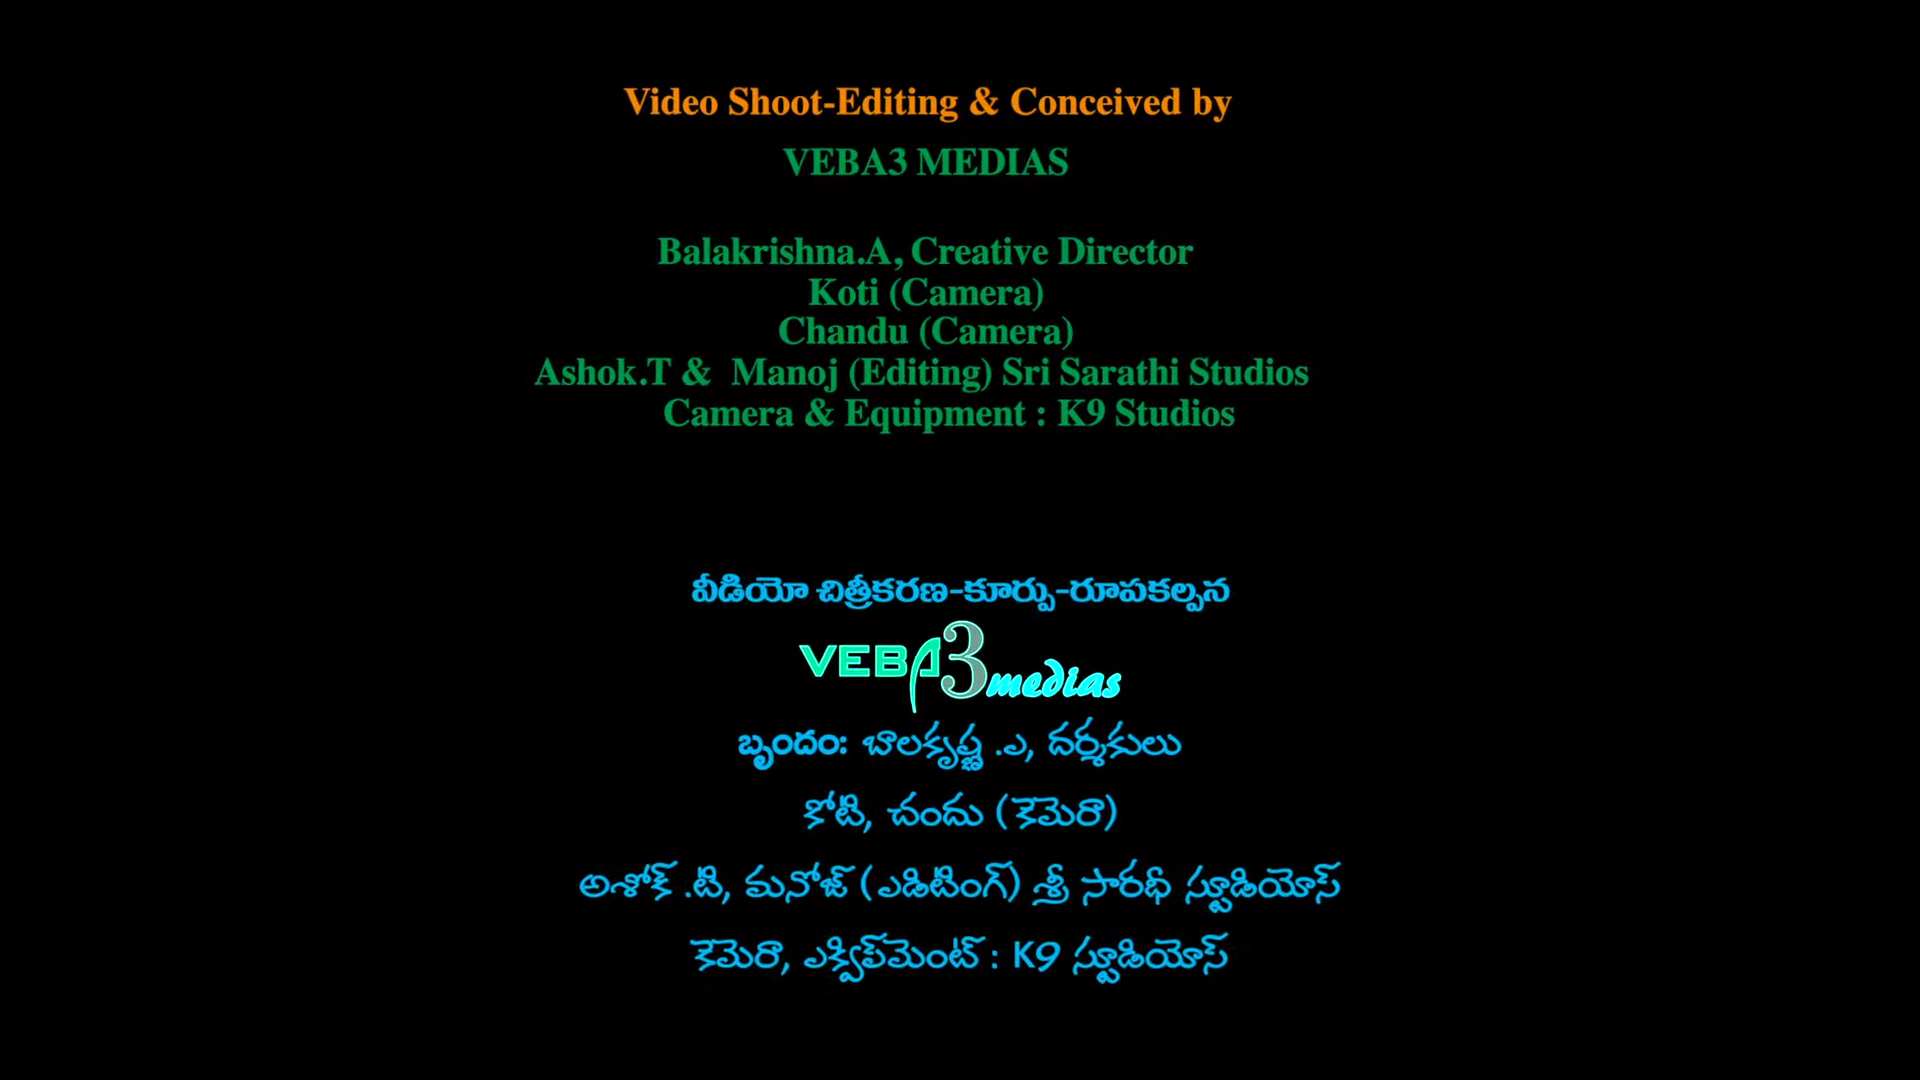 Video Shoot-Editing & Conceived by
VEBA3 MEDIAS
Balakrishna.A, Creative Director
Koti (Camera)
Chandu (Camera)
Ashok.T & Manoj (Editing) Sri Sarathi Studios
Camera & Equipment : K9 Studios
వీడియో చిత్రీకరణ-కూర్పు-రూపకల్పన
VEBA3medias
బృందం: బాలకృష్ణ .ఎ, దర్శకులు
కోటి, చందు (కెమెరా)
అశోక్ .టి, మనోజ్ (ఎడిటింగ్) శ్రీ సారథీ స్టూడియోస్
కెమెరా, ఎక్విప్‌మెంట్ : K9 స్టూడియోస్